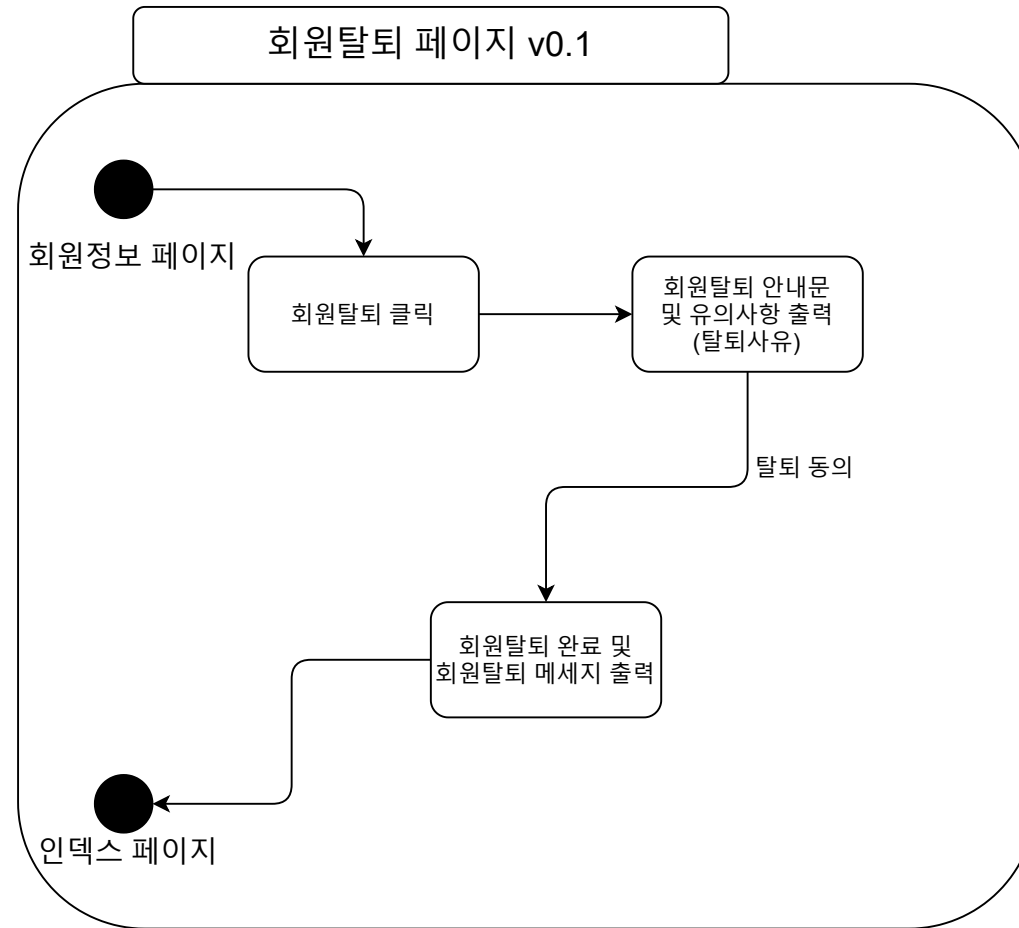 회원탈퇴 페이지 v0.1
회원정보 페이지
회원탈퇴 클릭
회원탈퇴 안내문
및 유의사항 출력
(탈퇴사유)
탈퇴 동의
회원탈퇴 완료 및
회원탈퇴 메세지 출력
인덱스 페이지